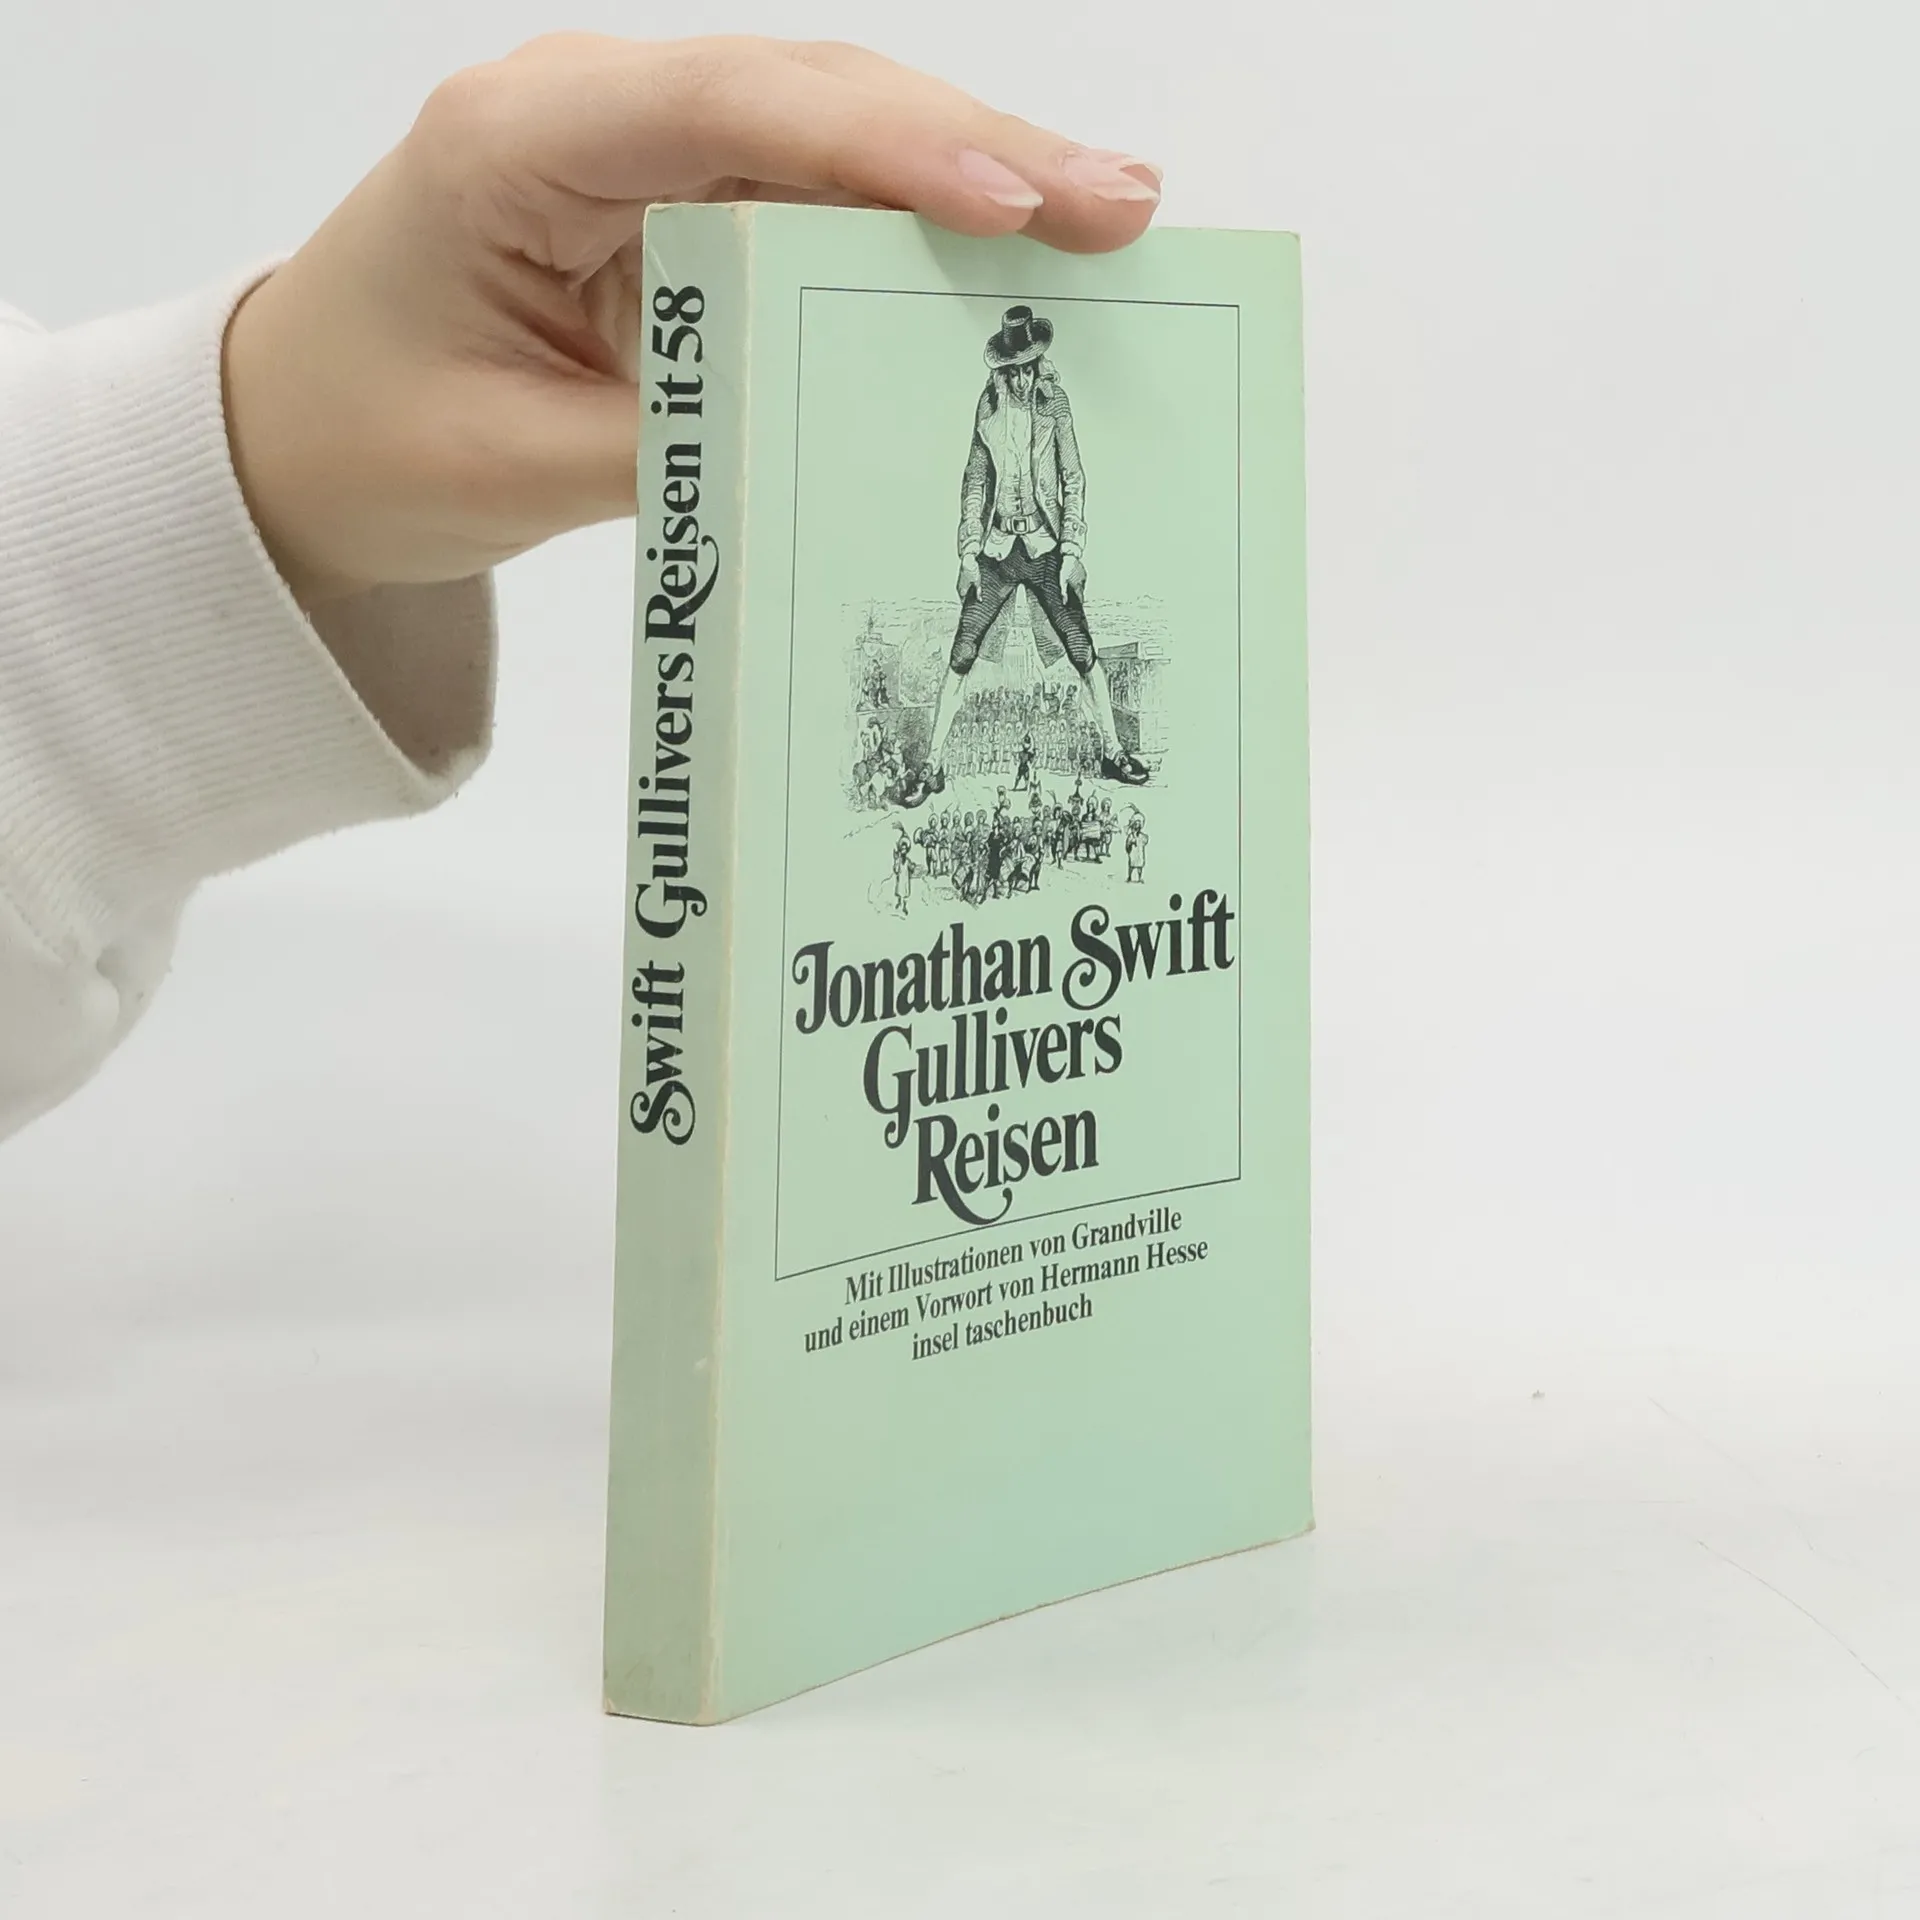 Swift Gullivers Reisen it 58
Jonathan Swift
Gullivers
Reisen
Mit Illustrationen von Grandville
und einem Vorwort von Hermann Hesse
insel taschenbuch